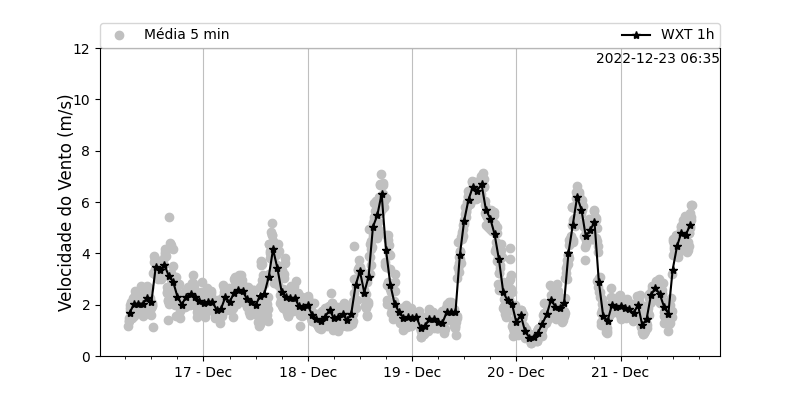 Média 5 min
WXT 1h
2022-12-23 06:35
Velocidade do Vento (m/s)
12
10
8
6
4
2
0
17 - Dec
18 - Dec
19 - Dec
20 - Dec
21 - Dec